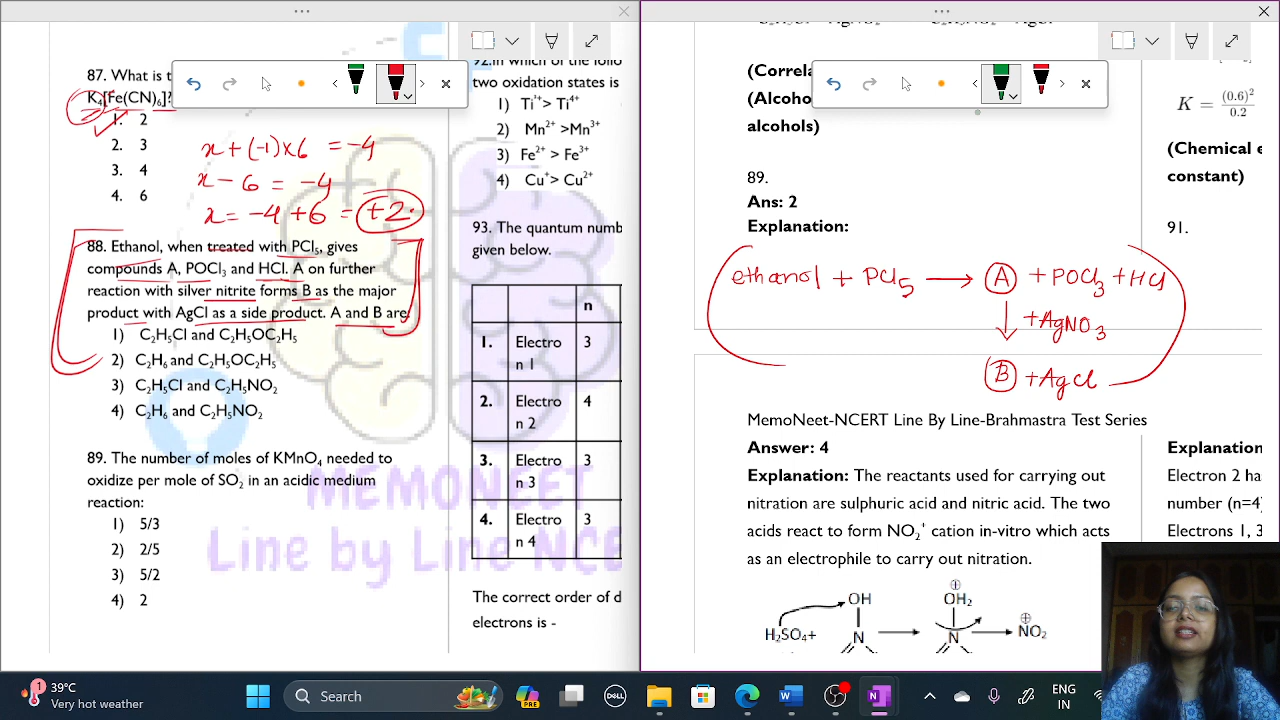 87. What is t
K4[Fe(CN)6]?
1. 2
2. 3
3. 4
4. 6
x + (-1)×6 = -4
x - 6 = -4
x = -4 + 6 = +2.
88. Ethanol, when treated with PCl5, gives
compounds A, POCl3 and HCl. A on further
reaction with silver nitrite forms B as the major
product with AgCl as a side product. A and B are
1) C2H5Cl and C2H5OC2H5
2) C2H6 and C2H5OC2H5
3) C2H5Cl and C2H5NO2
4) C2H6 and C2H5NO2
89. The number of moles of KMnO4 needed to
oxidize per mole of SO2 in an acidic medium
reaction:
1) 5/3
2) 2/5
3) 5/2
4) 2
92. In which of the follo
two oxidation states is
1) Ti3+> Ti4+
2) Mn2+ >Mn3+
3) Fe2+ > Fe3+
4) Cu+> Cu2+
93. The quantum numb
given below.
n
1. Electro n 1 3
2. Electro n 2 4
3. Electro n 3 3
4. Electro n 4 3
The correct order of d
electrons is -
MEMONEET
Line by Line NCE
(Correla
(Alcoho
alcohols)
89.
Ans: 2
Explanation:
ethanol + PCl5 → A + POCl3 + HCl
↓ +AgNO3
B + AgCl
MemoNeet-NCERT Line By Line-Brahmastra Test Series
Answer: 4
Explanation: The reactants used for carrying out
nitration are sulphuric acid and nitric acid. The two
acids react to form NO2+ cation in-vitro which acts
as an electrophile to carry out nitration.
OH
⊕
OH2
H2SO4+
N
N
⊕
NO2
K = (0.6)2 / 0.2
(Chemical e
constant)
91.
Explanation
Electron 2 ha
number (n=4)
Electrons 1, 3
1
39°C
Very hot weather
Search
PRE
DELL
ENG
IN